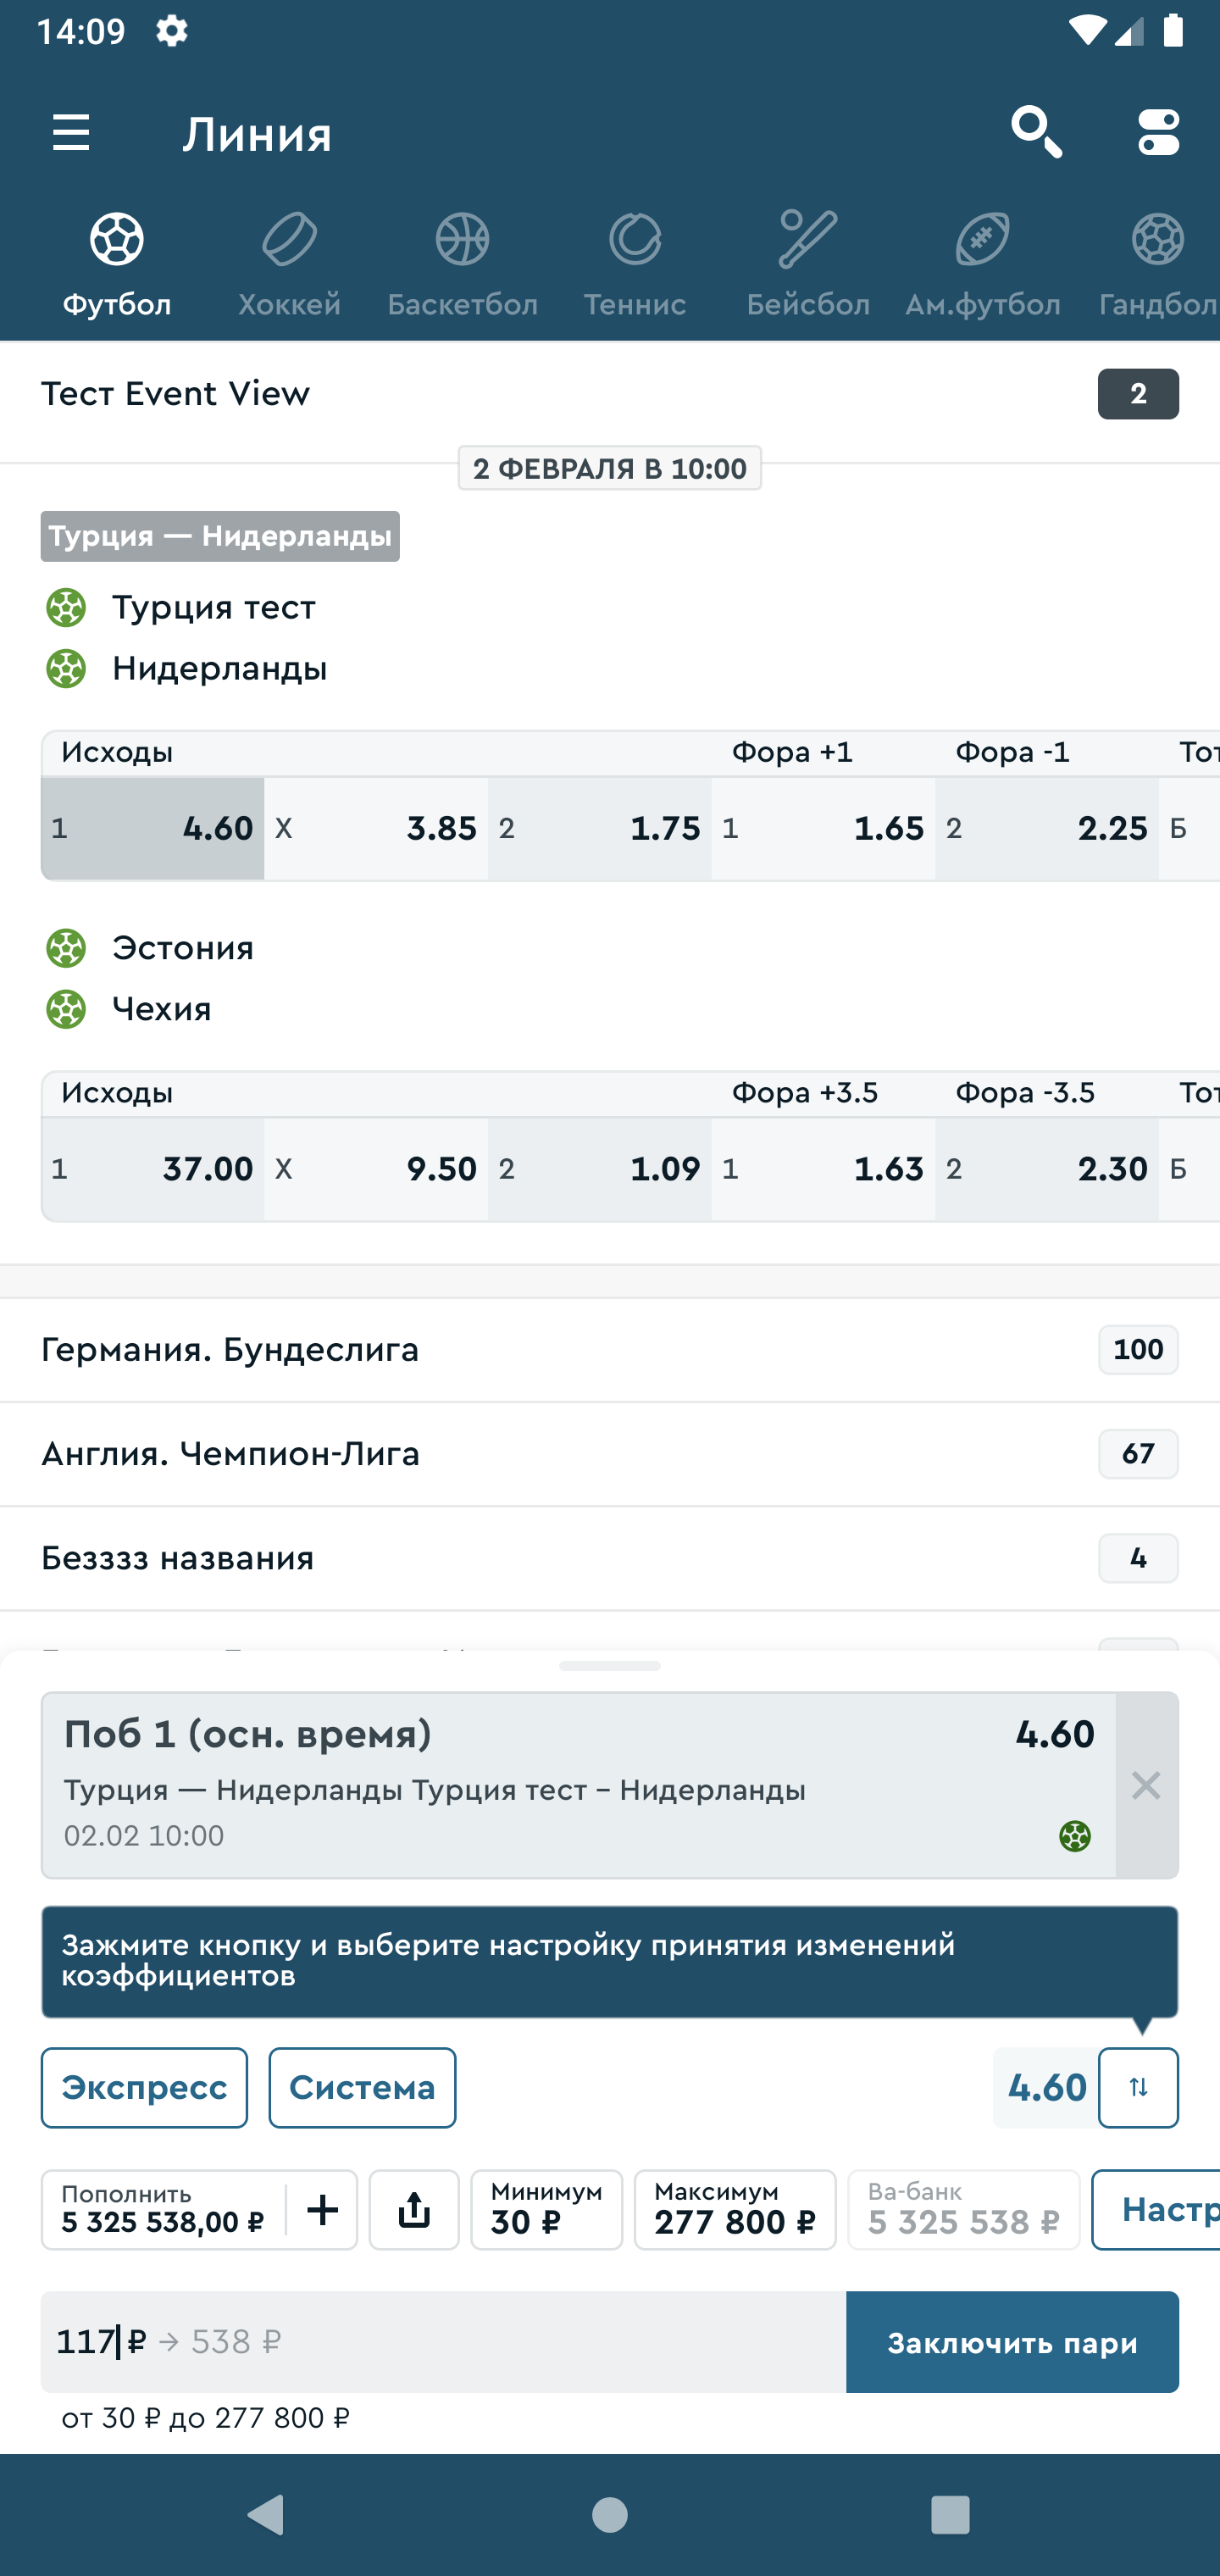 14:09
Линия
Футбол Хоккей Баскетбол Теннис Бейсбол Ам.футбол Гандбол
Тест Event View 2
2 ФЕВРАЛЯ В 10:00
Турция — Нидерланды
Турция тест
Нидерланды
Исходы Фора +1 Фора -1 Тот
1 4.60 X 3.85 2 1.75 1 1.65 2 2.25 Б
Эстония
Чехия
Исходы Фора +3.5 Фора -3.5 Тот
1 37.00 X 9.50 2 1.09 1 1.63 2 2.30 Б
Германия. Бундеслига 100
Англия. Чемпион-Лига 67
Безззз названия 4
Поб 1 (осн. время) 4.60
Турция — Нидерланды Турция тест – Нидерланды
02.02 10:00
Зажмите кнопку и выберите настройку принятия изменений
коэффициентов
Экспресс Система 4.60
Пополнить Минимум Максимум Ва-банк
5 325 538,00 ₽ 30 ₽ 277 800 ₽ 5 325 538 ₽ Настр
117 ₽ → 538 ₽ Заключить пари
от 30 ₽ до 277 800 ₽